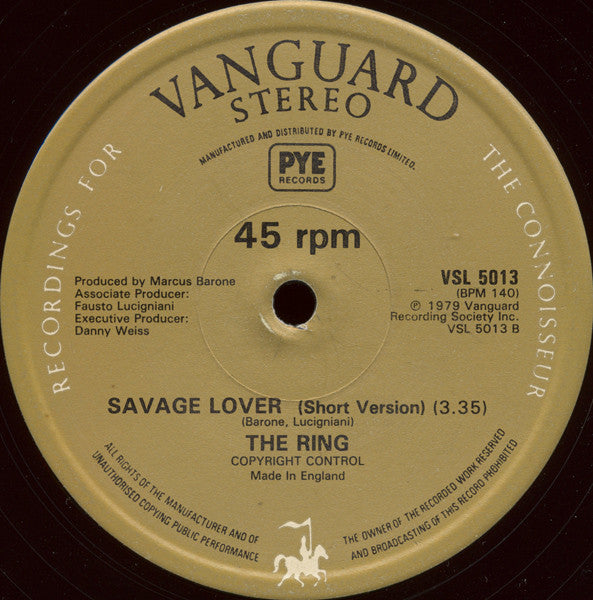 VANGUARD
STEREO
MANUFACTURED AND DISTRIBUTED BY PYE RECORDS LIMITED.
PYE
RECORDS
RECORDINGS FOR
THE CONNOISSEUR
45 rpm
Produced by Marcus Barone
Associate Producer:
Fausto Lucigniani
Executive Producer:
Danny Weiss
VSL 5013
(BPM 140)
℗ 1979 Vanguard
Recording Society Inc.
VSL 5013 B
SAVAGE LOVER (Short Version) (3.35)
(Barone, Lucigniani)
THE RING
COPYRIGHT CONTROL
Made In England
ALL RIGHTS OF THE MANUFACTURER AND OF
THE OWNER OF THE RECORDED WORK RESERVED
UNAUTHORISED COPYING PUBLIC PERFORMANCE
AND BROADCASTING OF THIS RECORD PROHIBITED